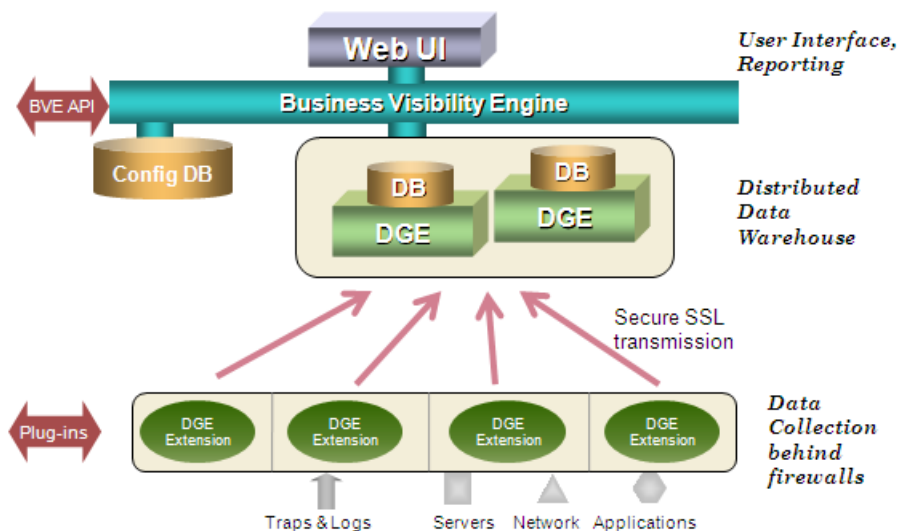 Web UI
User Interface,
Reporting
BVE API
Business Visibility Engine
Config DB
DB
DGE
DB
DGE
Distributed
Data
Warehouse
Secure SSL
transmission
Plug-ins
DGE
Extension
DGE
Extension
DGE
Extension
DGE
Extension
Data
Collection
behind
firewalls
Traps & Logs
Servers
Network
Applications